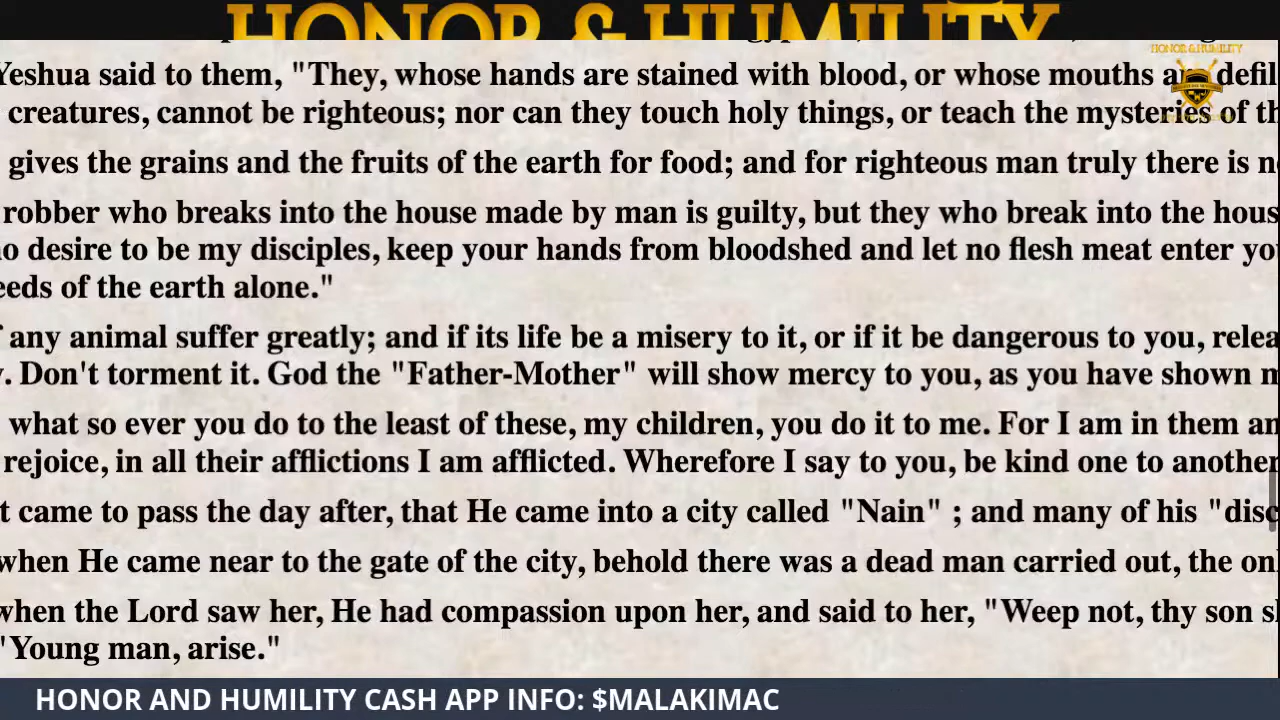 HONOR & HUMILITY
HONOR & HUMILITY
Yeshua said to them, "They, whose hands are stained with blood, or whose mouths are defil
creatures, cannot be righteous; nor can they touch holy things, or teach the mysteries of th
gives the grains and the fruits of the earth for food; and for righteous man truly there is n
robber who breaks into the house made by man is guilty, but they who break into the hous
o desire to be my disciples, keep your hands from bloodshed and let no flesh meat enter yo
eeds of the earth alone."
f any animal suffer greatly; and if its life be a misery to it, or if it be dangerous to you, relea
. Don't torment it. God the "Father-Mother" will show mercy to you, as you have shown m
what so ever you do to the least of these, my children, you do it to me. For I am in them an
rejoice, in all their afflictions I am afflicted. Wherefore I say to you, be kind one to another
t came to pass the day after, that He came into a city called "Nain" ; and many of his "disc
when He came near to the gate of the city, behold there was a dead man carried out, the on
when the Lord saw her, He had compassion upon her, and said to her, "Weep not, thy son s
"Young man, arise."
HONOR AND HUMILITY CASH APP INFO: $MALAKIMAC